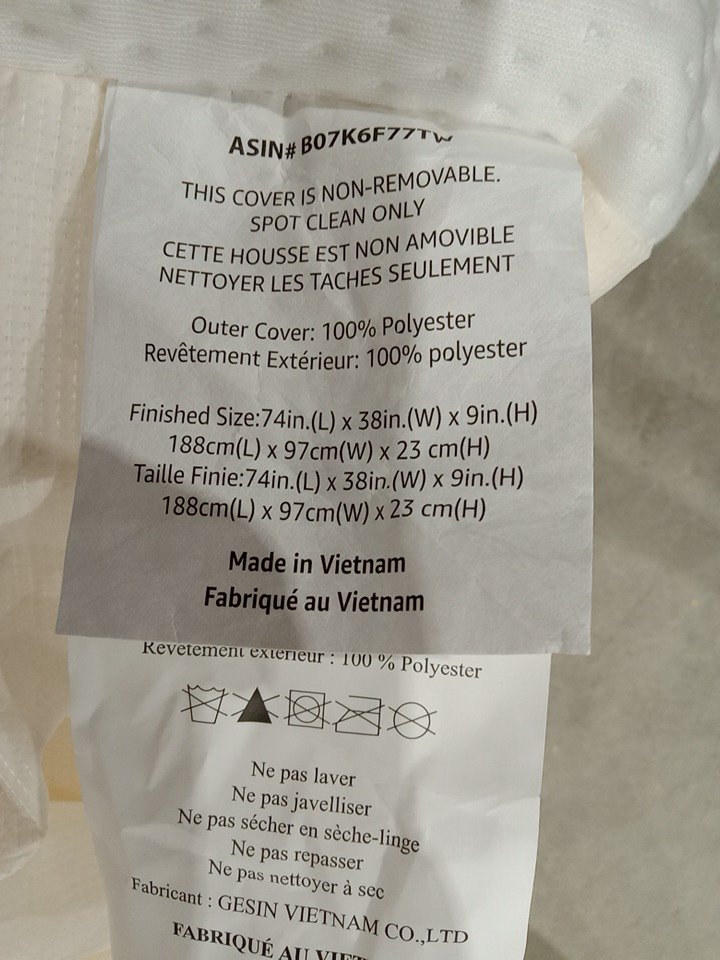 ASIN# B07K6F77TW
THIS COVER IS NON-REMOVABLE.
SPOT CLEAN ONLY
CETTE HOUSSE EST NON AMOVIBLE
NETTOYER LES TACHES SEULEMENT
Outer Cover: 100% Polyester
Revêtement Extérieur: 100% polyester
Finished Size:74in.(L) x 38in.(W) x 9in.(H)
188cm(L) x 97cm(W) x 23 cm(H)
Taille Finie:74in.(L) x 38in.(W) x 9in.(H)
188cm(L) x 97cm(W) x 23 cm(H)
Made in Vietnam
Fabriqué au Vietnam
Revêtement extérieur : 100 % Polyester
Ne pas laver
Ne pas javelliser
Ne pas sécher en sèche-linge
Ne pas repasser
Ne pas nettoyer à sec
Fabricant : GESIN VIETNAM CO.,LTD
FABRIQUÉ AU